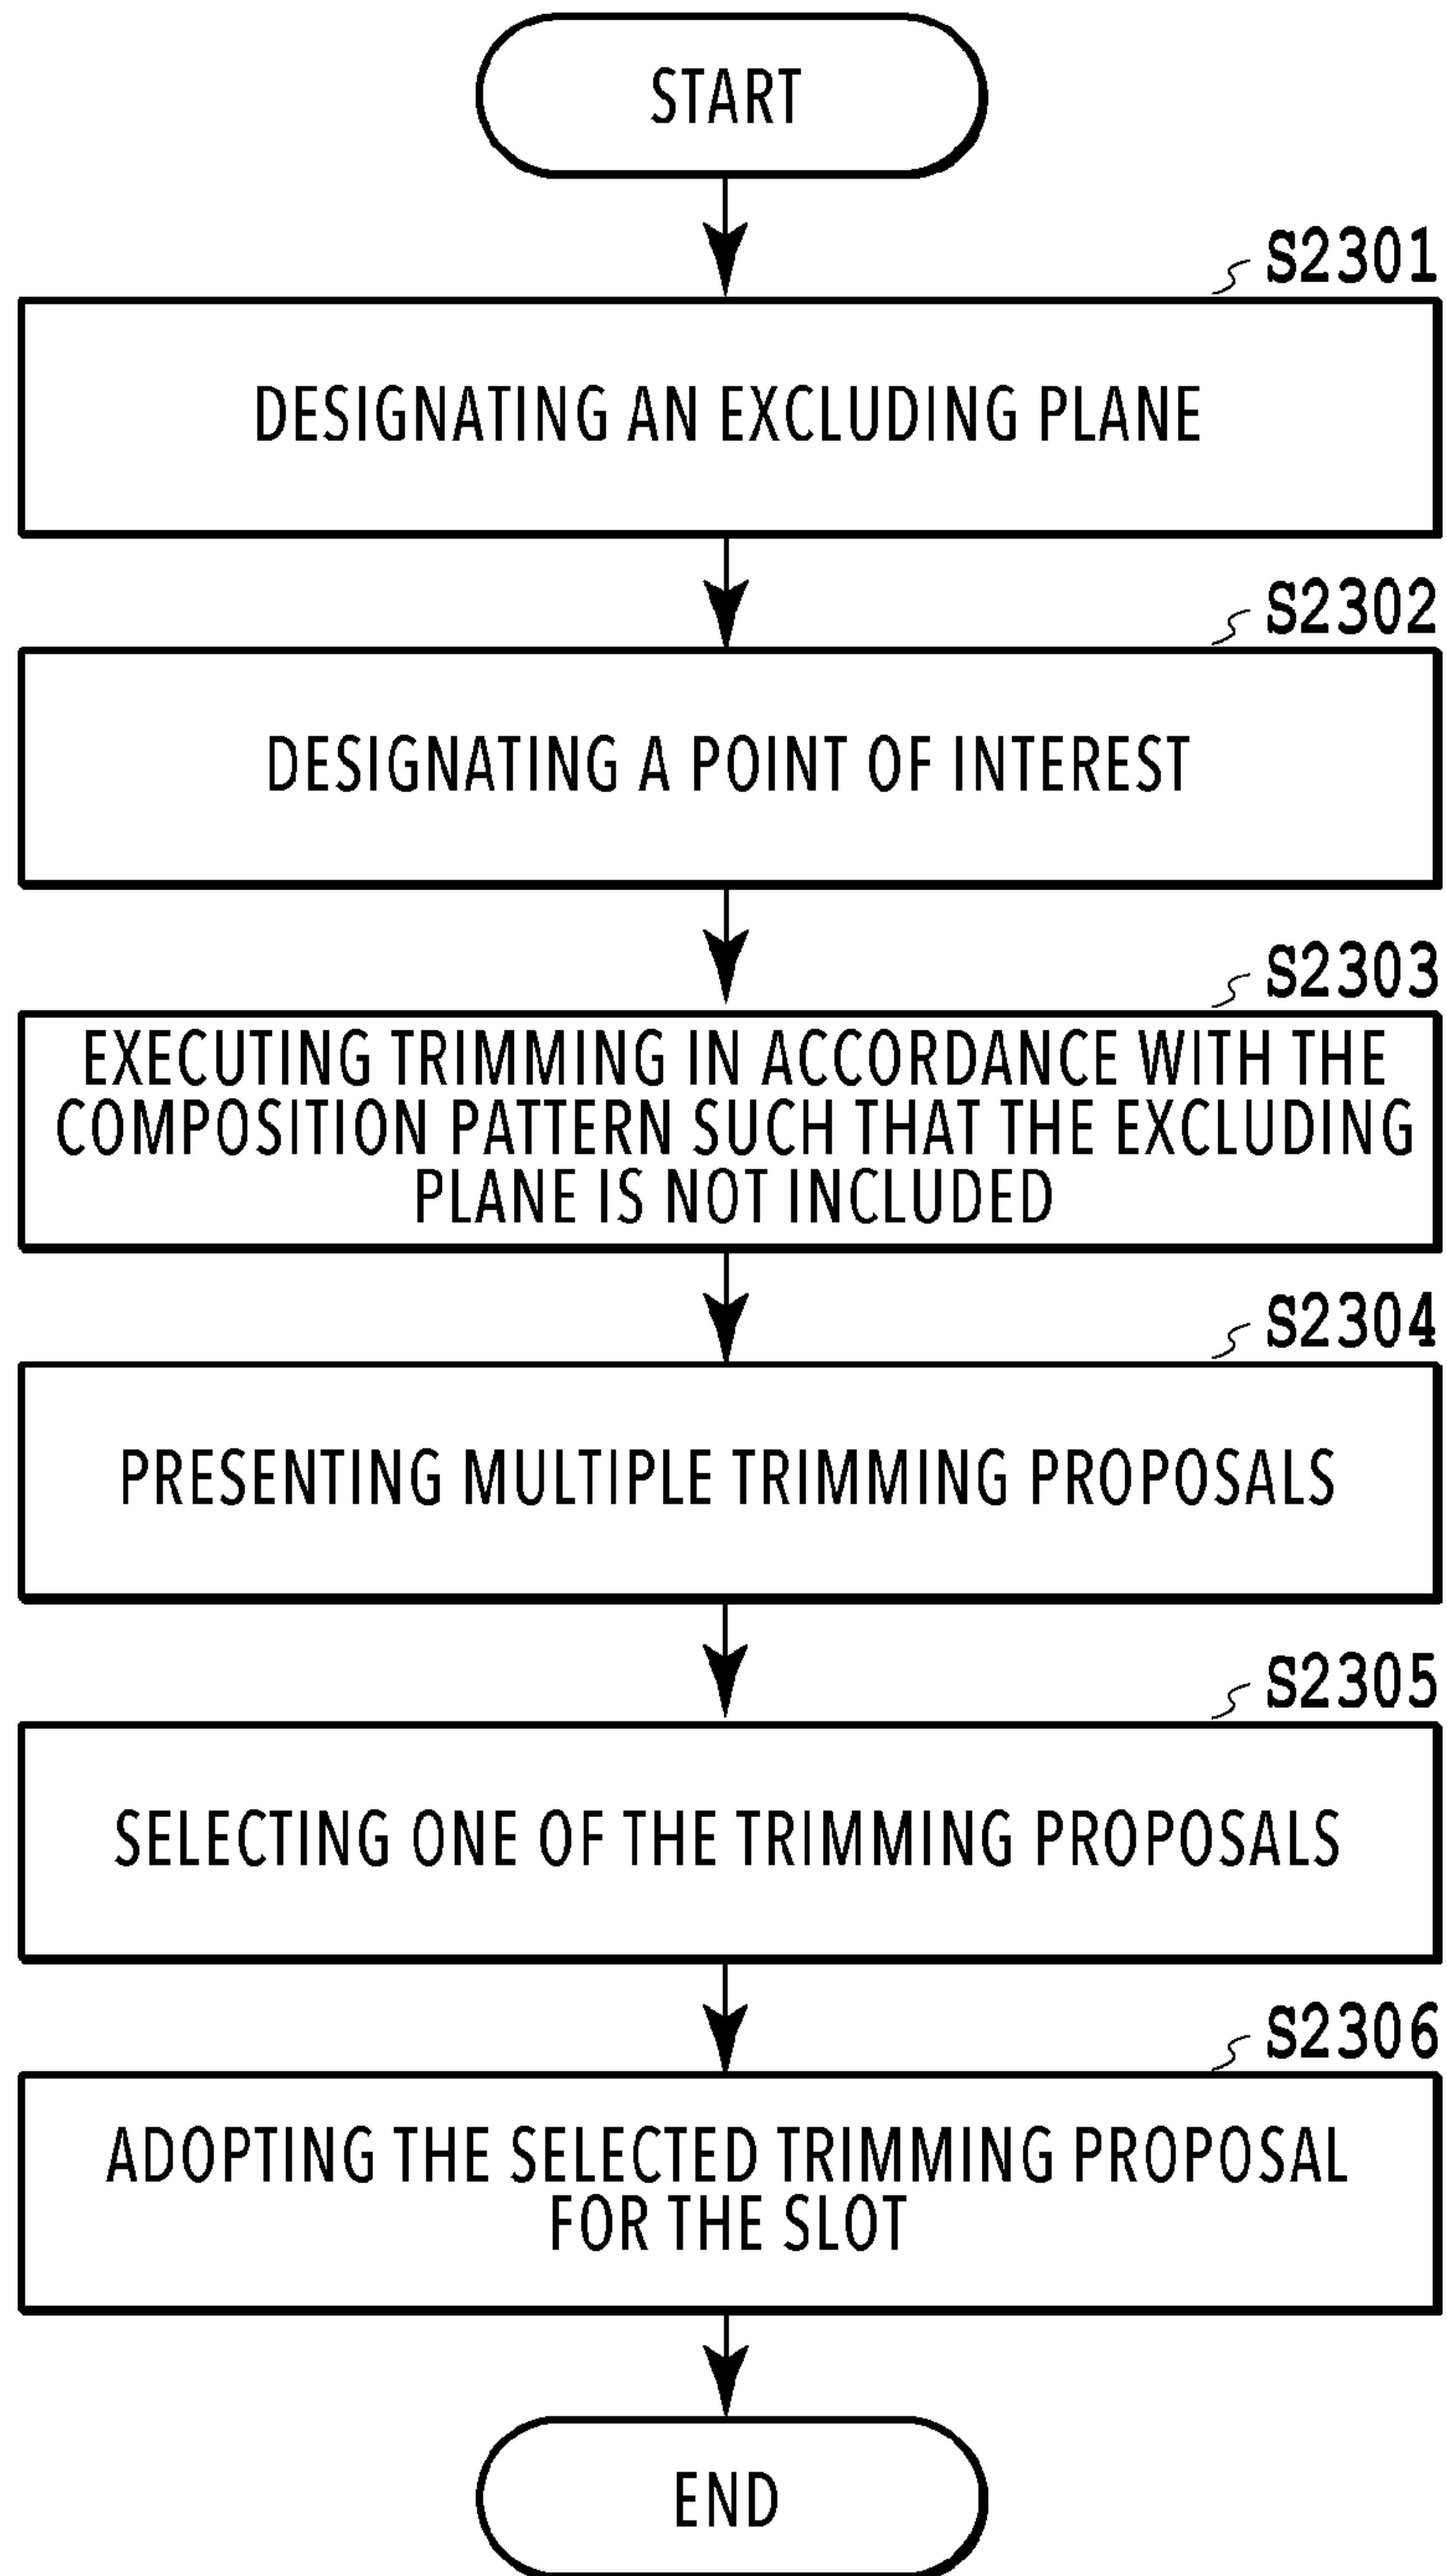 START
S2301
DESIGNATING AN EXCLUDING PLANE
S2302
DESIGNATING A POINT OF INTEREST
S2303
EXECUTING TRIMMING IN ACCORDANCE WITH THE
COMPOSITION PATTERN SUCH THAT THE EXCLUDING
PLANE IS NOT INCLUDED
S2304
PRESENTING MULTIPLE TRIMMING PROPOSALS
S2305
SELECTING ONE OF THE TRIMMING PROPOSALS
S2306
ADOPTING THE SELECTED TRIMMING PROPOSAL
FOR THE SLOT
END